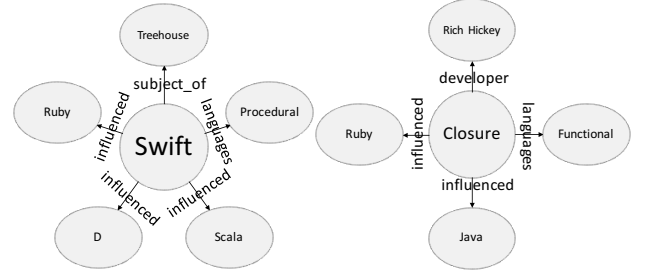 Treehouse
subject_of
Ruby
influenced
Swift
languages
Procedural
influenced
influenced
D
Scala
Rich Hickey
developer
Ruby
influenced
Closure
languages
Functional
influenced
Java